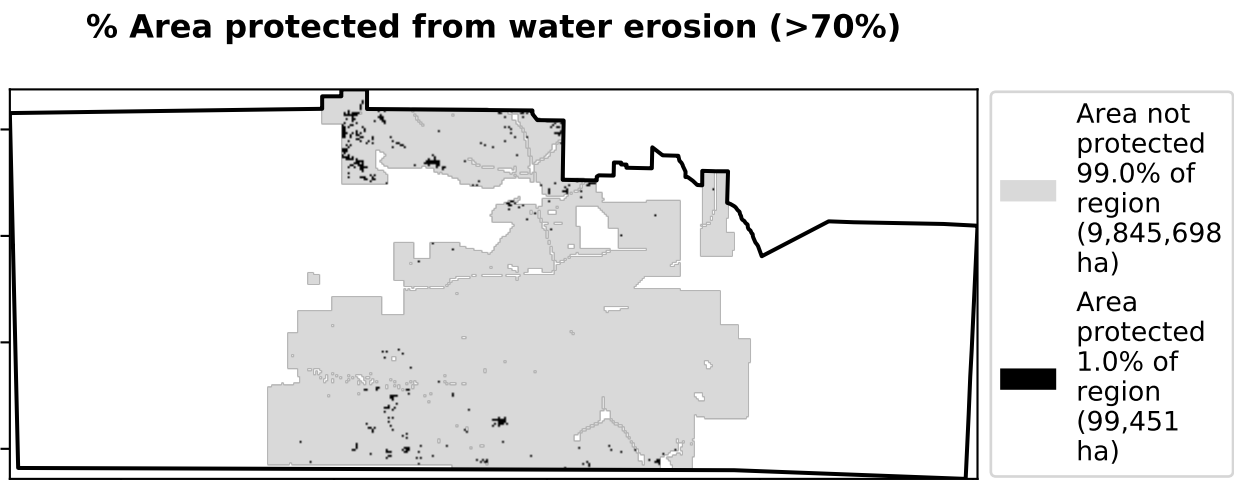 % Area protected from water erosion (>70%)
Area not
protected
99.0% of
region
(9,845,698
ha)
Area
protected
1.0% of
region
(99,451
ha)